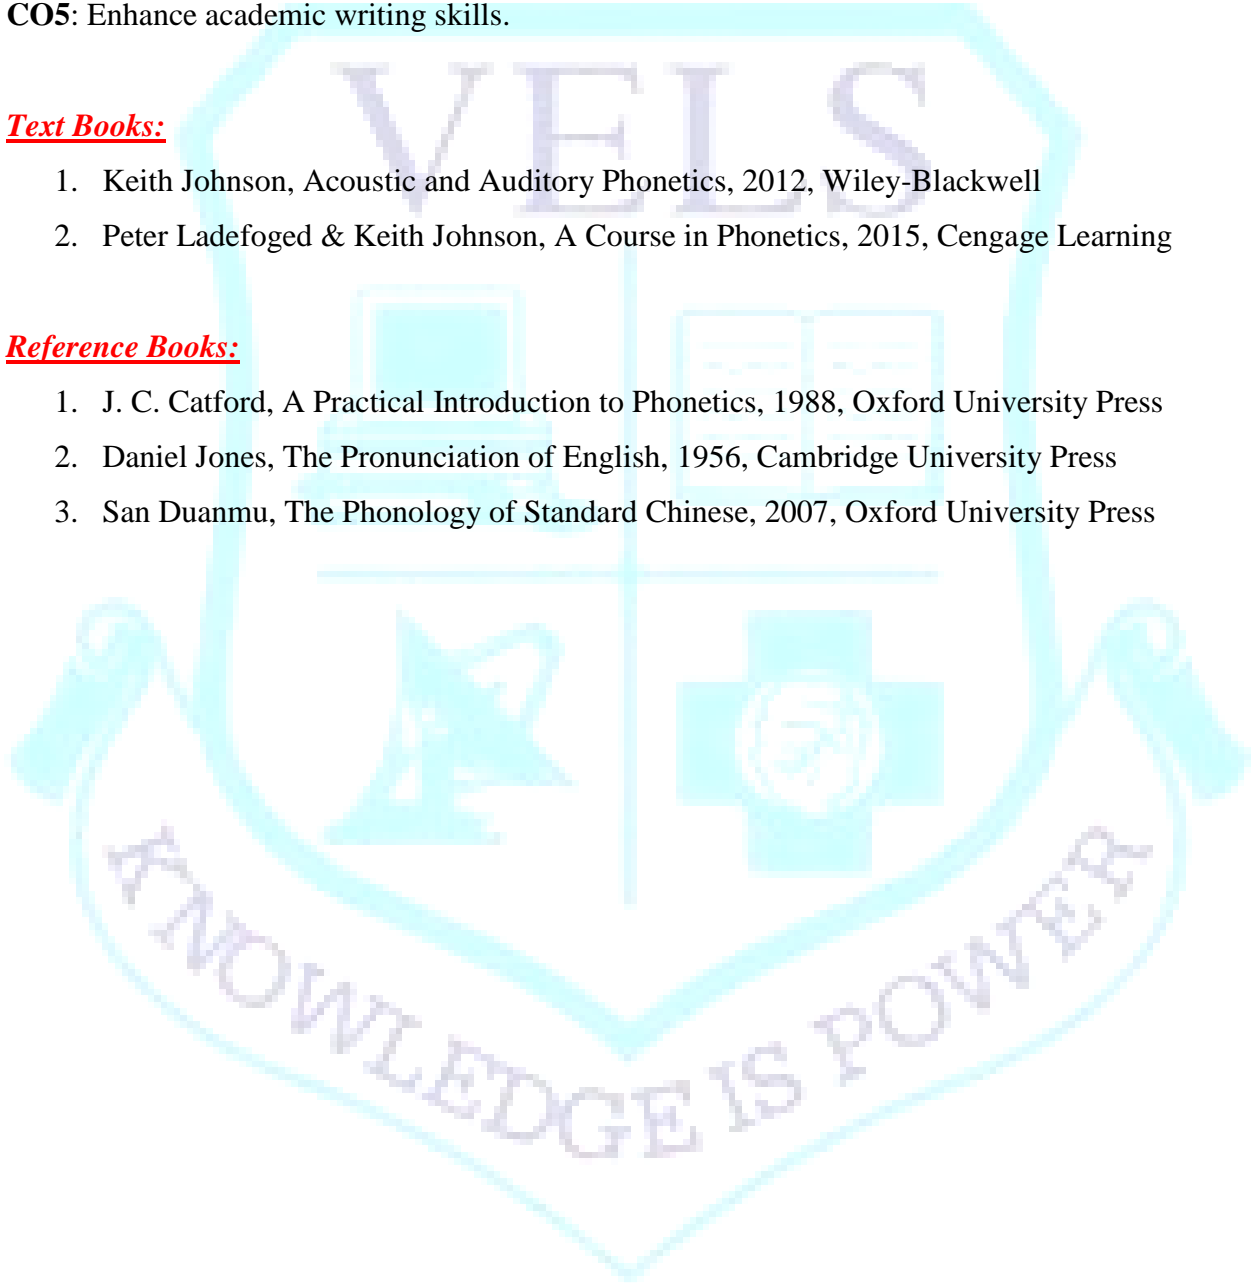 CO5: Enhance academic writing skills.
VELS
Text Books:
1. Keith Johnson, Acoustic and Auditory Phonetics, 2012, Wiley-Blackwell
2. Peter Ladefoged & Keith Johnson, A Course in Phonetics, 2015, Cengage Learning
Reference Books:
1. J. C. Catford, A Practical Introduction to Phonetics, 1988, Oxford University Press
2. Daniel Jones, The Pronunciation of English, 1956, Cambridge University Press
3. San Duanmu, The Phonology of Standard Chinese, 2007, Oxford University Press
KNOWLEDGE IS POWER